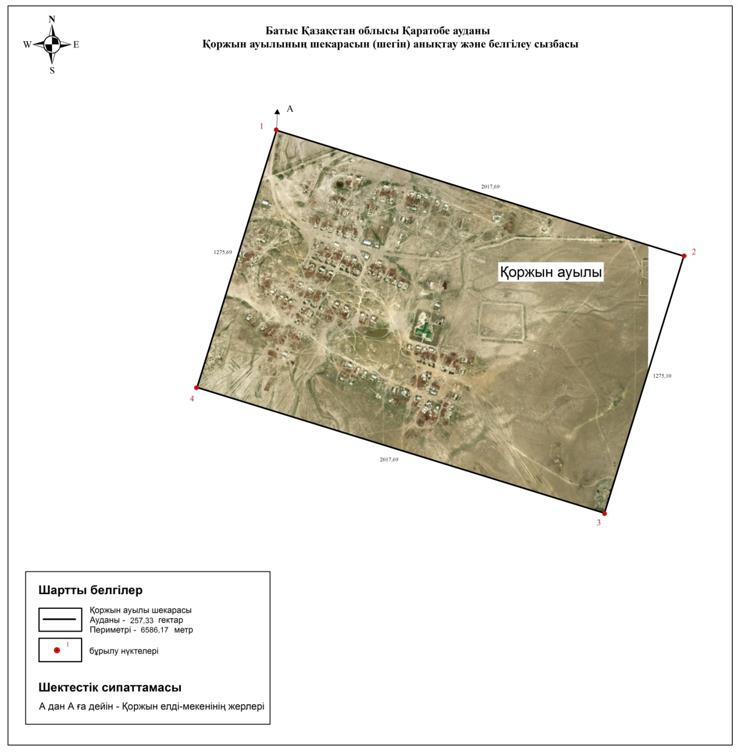 N
W E
S
Батыс Қазақстан облысы Қаратобе ауданы
Қоржын ауылының шекарасын (шегін) анықтау және белгілеу сызбасы
А
1
2017,69
2
1275,69
Қоржын ауылы
1275,39
4
2017,69
3
Шартты белгілер
Қоржын ауылы шекарасы
Ауданы - 257,33 гектар
Периметрі - 6586,17 метр
1
бұрылу нүктелері
Шектестік сипаттамасы
А дан А ға дейін - Қоржын елді-мекенінің жерлері